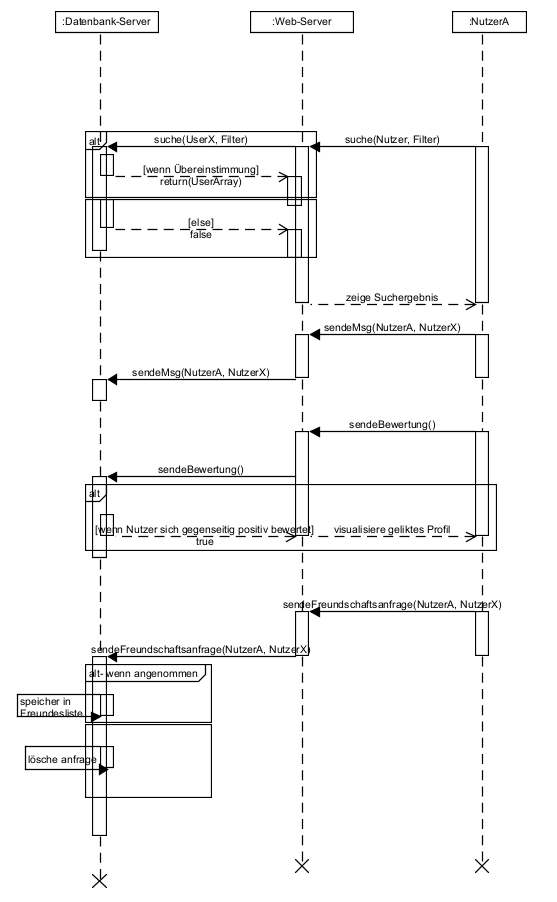 :Datenbank-Server
:Web-Server
:NutzerA
alt
suche(UserX, Filter)
suche(Nutzer, Filter)
[wenn Übereinstimmung]
return(UserArray)
[else]
false
zeige Suchergebnis
sendeMsg(NutzerA, NutzerX)
sendeMsg(NutzerA, NutzerX)
sendeBewertung()
sendeBewertung()
alt
[wenn Nutzer sich gegenseitig positiv bewertet]
visualisiere geliktes Profil
true
sendeFreundschaftsanfrage(NutzerA, NutzerX)
sendeFreundschaftsanfrage(NutzerA, NutzerX)
alt- wenn angenommen
speicher in
Freundesliste
lösche anfrage